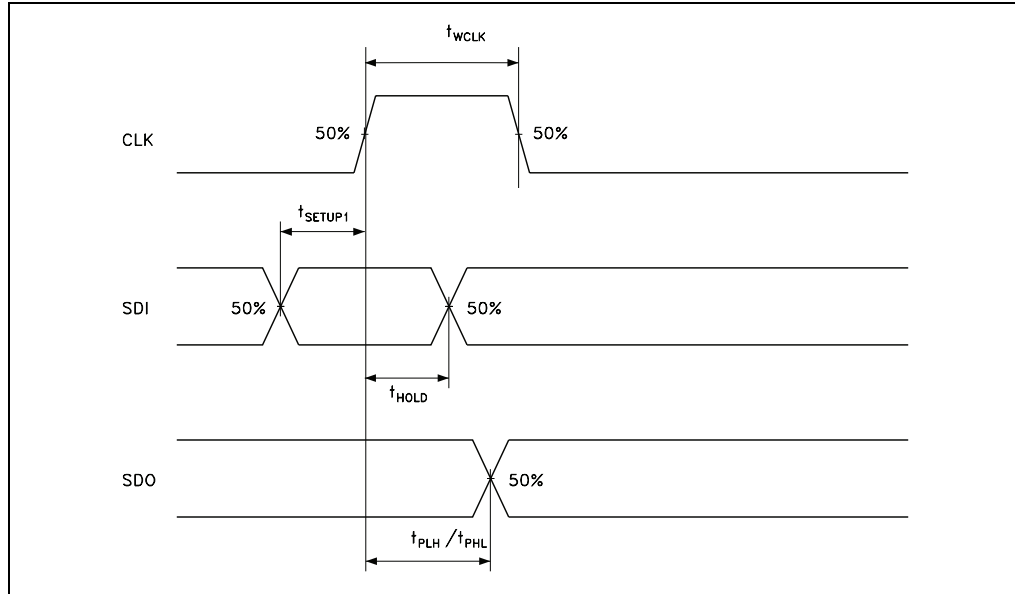 tWCLK
CLK
50%
50%
tSETUP1
SDI
50%
50%
tHOLD
SDO
50%
tPLH /tPHL